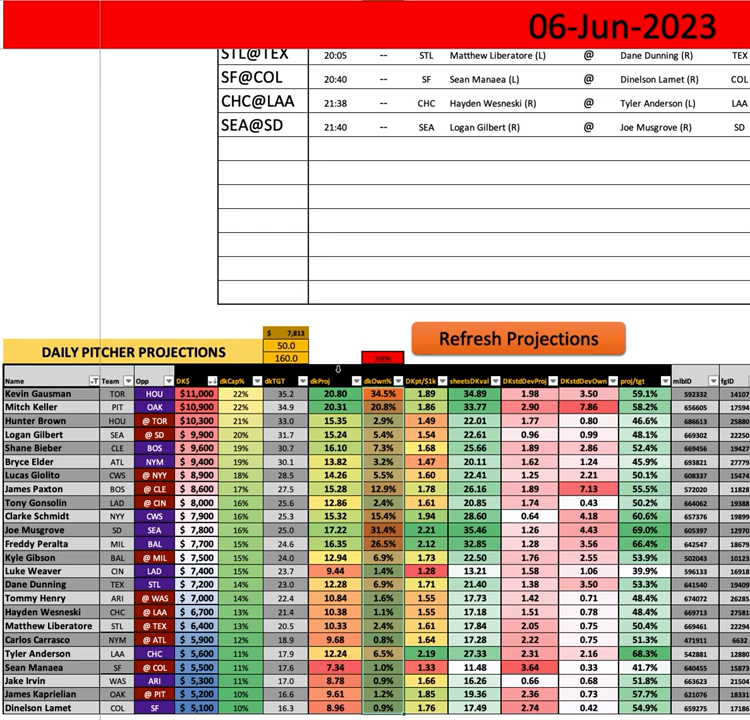 06-Jun-2023
STL@TEX 20:05 -- STL Matthew Liberatore (L) @ Dane Dunning (R) TEX
SF@COL 20:40 -- SF Sean Manaea (L) @ Dinelson Lamet (R) COL
CHC@LAA 21:38 -- CHC Hayden Wesneski (R) @ Tyler Anderson (L) LAA
SEA@SD 21:40 -- SEA Logan Gilbert (R) @ Joe Musgrove (R) SD
$ 7,813
Refresh Projections
50.0
DAILY PITCHER PROJECTIONS
160.0 300%
Name Team Opp DK$ dkCap% dkTGT dkProj dkOwn% DKpt/$1k sheetsDKval DKstdDevProj DKstdDevOwn proj/tgt mlbID fgID
Kevin Gausman TOR HOU $11,000 22% 35.2 20.80 34.5% 1.89 34.89 1.98 3.50 59.1% 592332 14107
Mitch Keller PIT OAK $10,900 22% 34.9 20.31 20.8% 1.86 33.77 2.90 7.86 58.2% 656605 17594
Hunter Brown HOU @ TOR $10,300 21% 33.0 15.35 2.9% 1.49 22.01 1.77 0.80 46.6% 686613 25880
Logan Gilbert SEA @ SD $ 9,900 20% 31.7 15.24 5.4% 1.54 22.61 0.96 0.99 48.1% 669302 22250
Shane Bieber CLE BOS $ 9,600 19% 30.7 16.10 7.3% 1.68 25.66 1.89 2.86 52.4% 669456 19427
Bryce Elder ATL NYM $ 9,400 19% 30.1 13.82 3.2% 1.47 20.11 1.62 1.24 45.9% 693821 27779
Lucas Giolito CWS @ NYY $ 8,900 18% 28.5 14.26 5.5% 1.60 22.41 1.25 2.21 50.1% 608337 15474
James Paxton BOS @ CLE $ 8,600 17% 27.5 15.28 12.9% 1.78 26.16 1.89 7.13 55.5% 572020 11828
Tony Gonsolin LAD @ CIN $ 8,000 16% 25.6 12.86 2.4% 1.61 20.85 1.74 0.43 50.2% 664062 19388
Clarke Schmidt NYY CWS $ 7,900 16% 25.3 15.32 15.4% 1.94 28.60 0.64 4.18 60.6% 657376 19899
Joe Musgrove SD SEA $ 7,800 16% 25.0 17.22 31.4% 2.21 35.46 1.26 4.43 69.0% 605397 12970
Freddy Peralta MIL BAL $ 7,700 15% 24.6 16.35 26.5% 2.12 32.85 1.28 3.56 66.4% 642547 18679
Kyle Gibson BAL @ MIL $ 7,500 15% 24.0 12.94 6.9% 1.73 22.50 1.76 2.55 53.9% 502043 10123
Luke Weaver CIN LAD $ 7,400 15% 23.7 9.44 1.4% 1.28 13.21 1.58 1.06 39.9% 596133 16918
Dane Dunning TEX STL $ 7,200 14% 23.0 12.28 6.9% 1.71 21.40 1.38 3.50 53.3% 641540 19409
Tommy Henry ARI @ WAS $ 7,000 14% 22.4 10.84 1.6% 1.55 17.73 1.42 0.71 48.4% 674072 26285
Hayden Wesneski CHC @ LAA $ 6,700 13% 21.4 10.38 1.1% 1.55 17.18 1.51 0.78 48.4% 669713 27581
Matthew Liberatore STL @ TEX $ 6,400 13% 20.5 10.33 2.4% 1.61 17.84 2.05 0.75 50.4% 669461 22294
Carlos Carrasco NYM @ ATL $ 5,900 12% 18.9 9.68 0.8% 1.64 17.28 2.22 0.75 51.3% 471911 6632
Tyler Anderson LAA CHC $ 5,600 11% 17.9 12.24 6.5% 2.19 27.33 2.31 2.16 68.3% 542881 12880
Sean Manaea SF @ COL $ 5,500 11% 17.6 7.34 1.0% 1.33 11.48 3.64 0.33 41.7% 640455 15873
Jake Irvin WAS ARI $ 5,300 11% 17.0 8.78 0.9% 1.66 16.26 0.66 0.68 51.8% 663623 21504
James Kaprielian OAK @ PIT $ 5,200 10% 16.6 9.61 1.2% 1.85 19.36 2.36 0.73 57.7% 621076 18331
Dinelson Lamet COL SF $ 5,100 10% 16.3 8.96 0.9% 1.76 17.49 2.74 0.42 54.9% 659275 17186